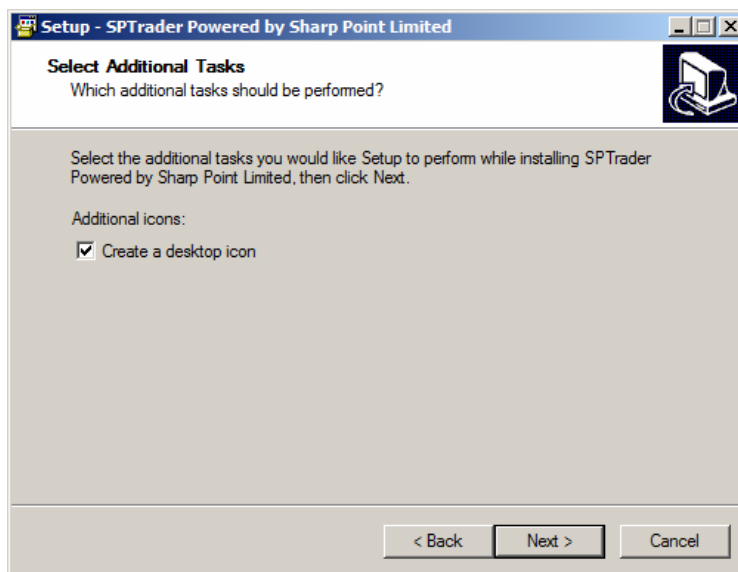 Setup - SPTrader Powered by Sharp Point Limited
Select Additional Tasks
Which additional tasks should be performed?
Select the additional tasks you would like Setup to perform while installing SPTrader
Powered by Sharp Point Limited, then click Next.
Additional icons:
Create a desktop icon
< Back
Next >
Cancel